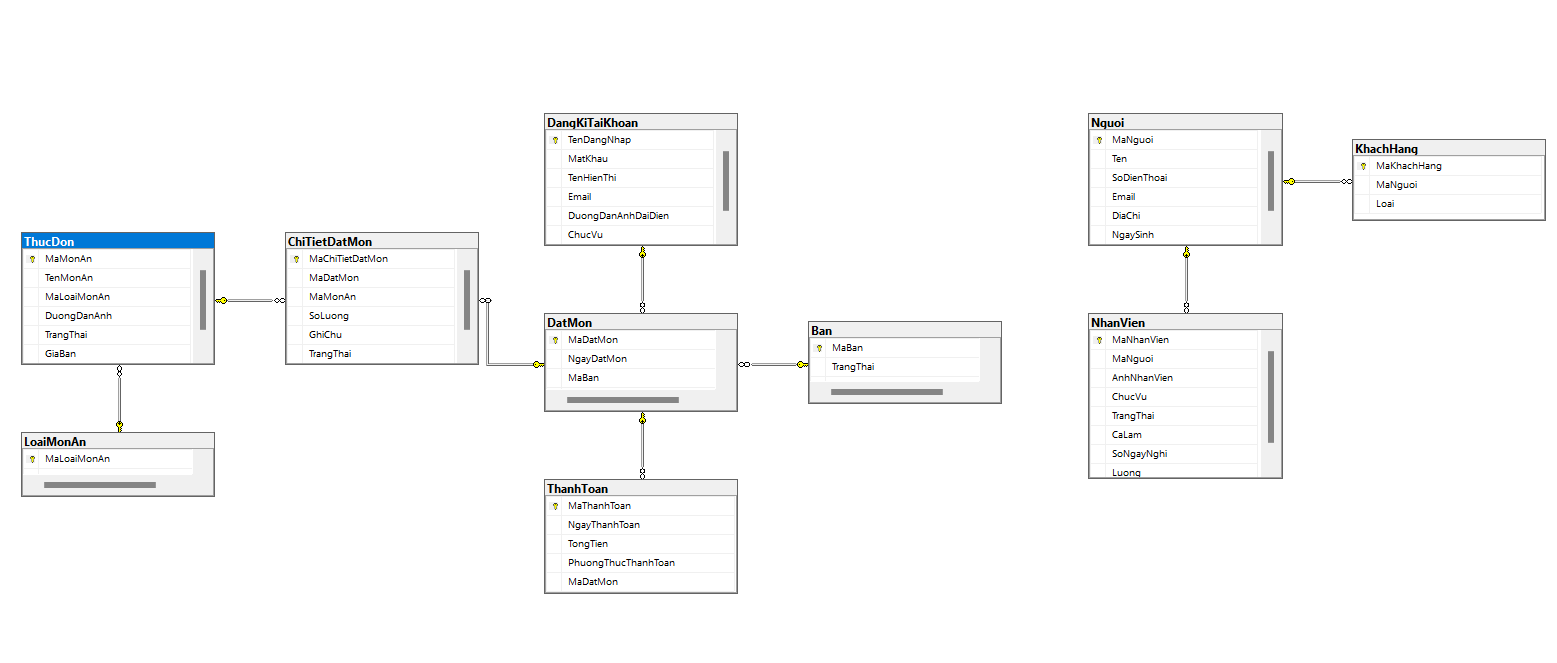 DangKiTaiKhoan
TenDangNhap
MatKhau
TenHienThi
Email
DuongDanAnhDaiDien
ChucVu
Nguoi
MaNguoi
Ten
SoDienThoai
Email
DiaChi
NgaySinh
KhachHang
MaKhachHang
MaNguoi
Loai
ThucDon
MaMonAn
TenMonAn
MaLoaiMonAn
DuongDanAnh
TrangThai
GiaBan
ChiTietDatMon
MaChiTietDatMon
MaDatMon
MaMonAn
SoLuong
GhiChu
TrangThai
DatMon
MaDatMon
NgayDatMon
MaBan
Ban
MaBan
TrangThai
NhanVien
MaNhanVien
MaNguoi
AnhNhanVien
ChucVu
TrangThai
CaLam
SoNgayNghi
Luong
LoaiMonAn
MaLoaiMonAn
ThanhToan
MaThanhToan
NgayThanhToan
TongTien
PhuongThucThanhToan
MaDatMon